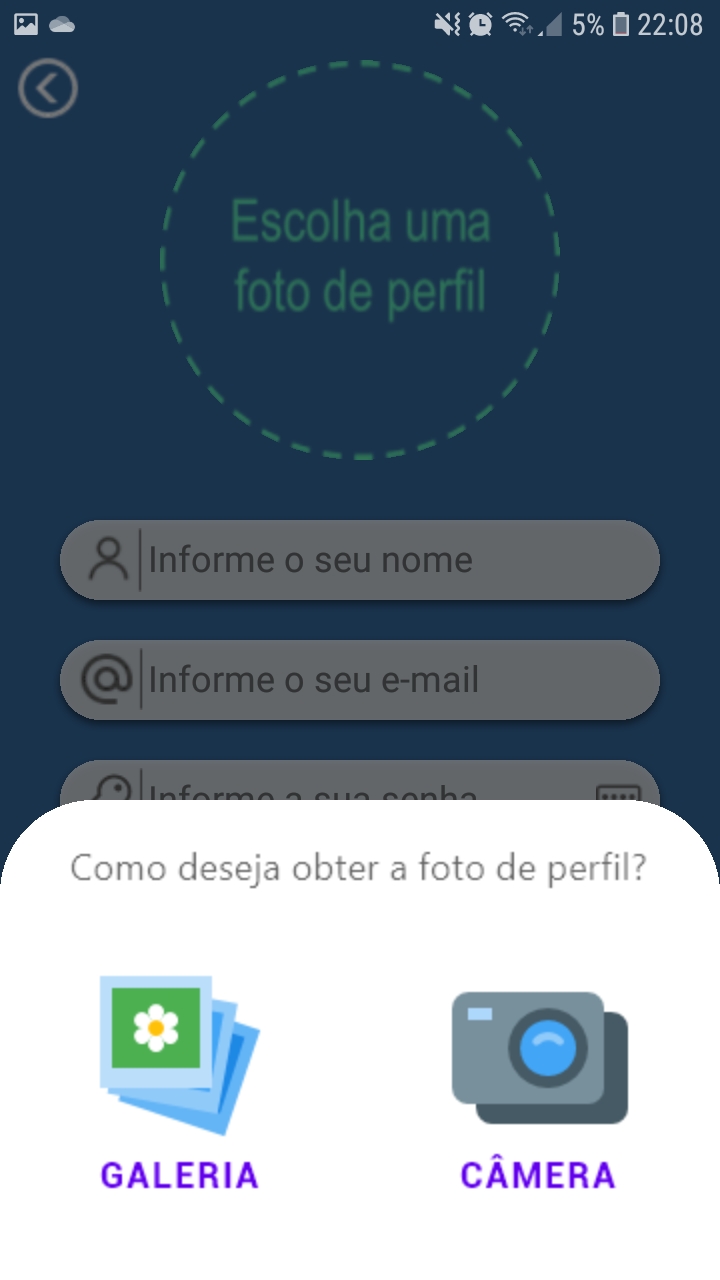 5% 22:08
Escolha uma
foto de perfil
Informe o seu nome
@ Informe o seu e-mail
Informe a sua senha
Como deseja obter a foto de perfil?
GALERIA CÂMERA